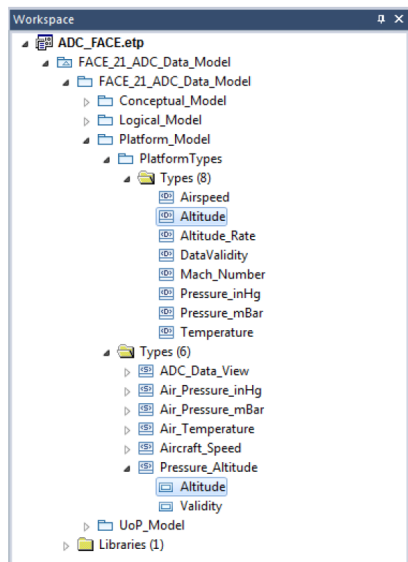 Workspace
ADC_FACE.etp
FACE_21_ADC_Data_Model
FACE_21_ADC_Data_Model
Conceptual_Model
Logical_Model
Platform_Model
PlatformTypes
Types (8)
Airspeed
Altitude
Altitude_Rate
DataValidity
Mach_Number
Pressure_inHg
Pressure_mBar
Temperature
Types (6)
ADC_Data_View
Air_Pressure_inHg
Air_Pressure_mBar
Air_Temperature
Aircraft_Speed
Pressure_Altitude
Altitude
Validity
UoP_Model
Libraries (1)